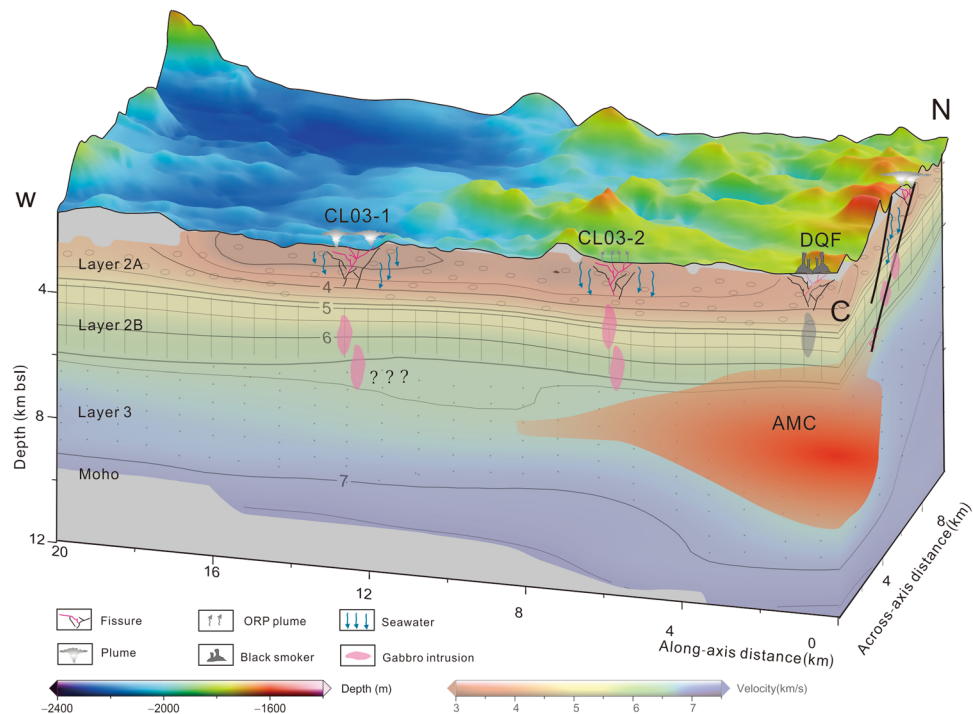 N
W
CL03-1
CL03-2
DQF
Layer 2A
4
5
C
Layer 2B
6
? ? ?
Layer 3
AMC
Moho
7
Depth (km bsl)
4
8
12
20
16
12
8
4
0
Along-axis distance(km)
4
8
Across-axis distance(km)
Fissure
ORP plume
Seawater
Plume
Black smoker
Gabbro intrusion
Depth (m)
-2400
-2000
-1600
Velocity(km/s)
3
4
5
6
7